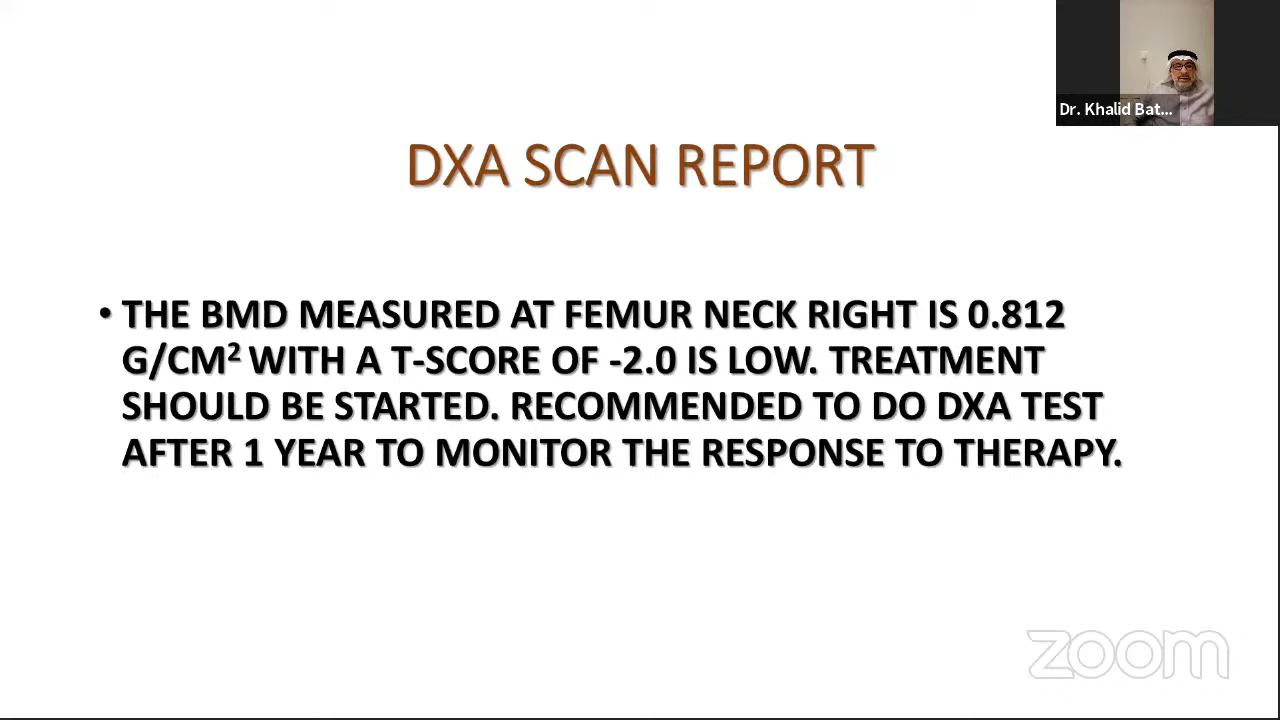 Dr. Khalid Bat...
DXA SCAN REPORT
• THE BMD MEASURED AT FEMUR NECK RIGHT IS 0.812
G/CM² WITH A T-SCORE OF -2.0 IS LOW. TREATMENT
SHOULD BE STARTED. RECOMMENDED TO DO DXA TEST
AFTER 1 YEAR TO MONITOR THE RESPONSE TO THERAPY.
zoom